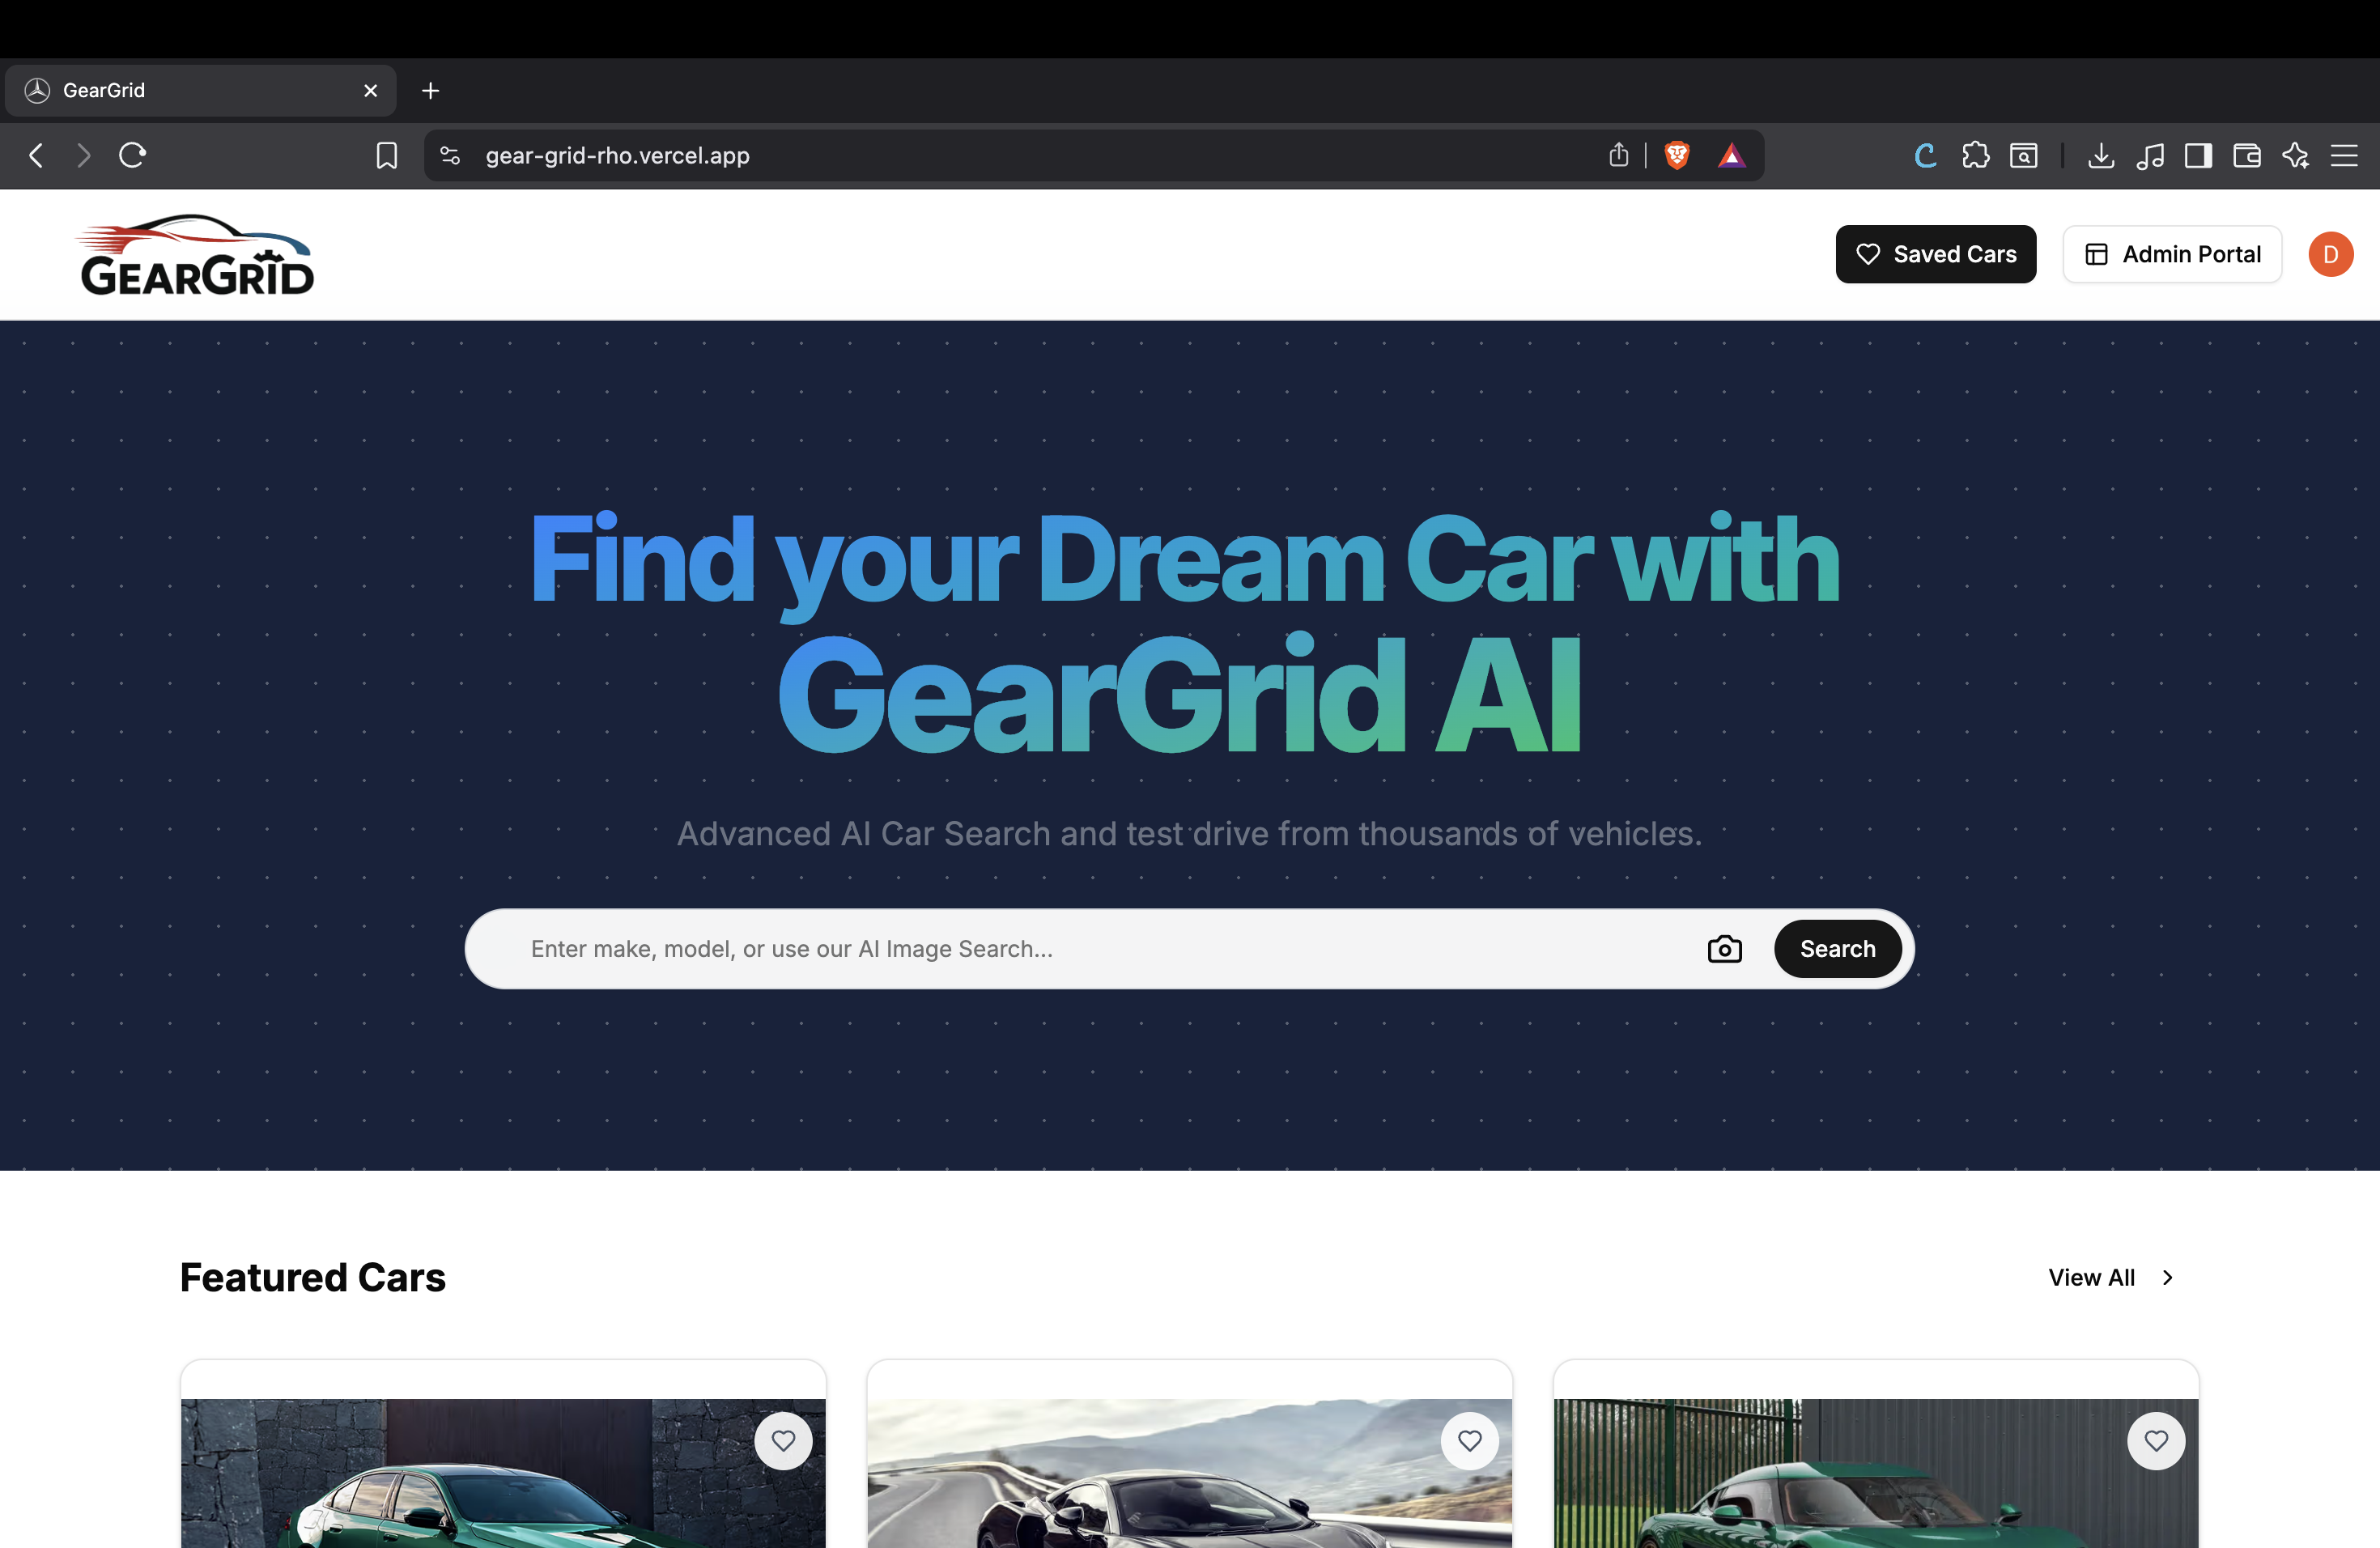 GearGrid
gear-grid-rho.vercel.app
GEARGRID
Saved Cars
Admin Portal
D
Find your Dream Car with
GearGrid AI
Advanced AI Car Search and test drive from thousands of vehicles.
Enter make, model, or use our AI Image Search...
Search
Featured Cars
View All